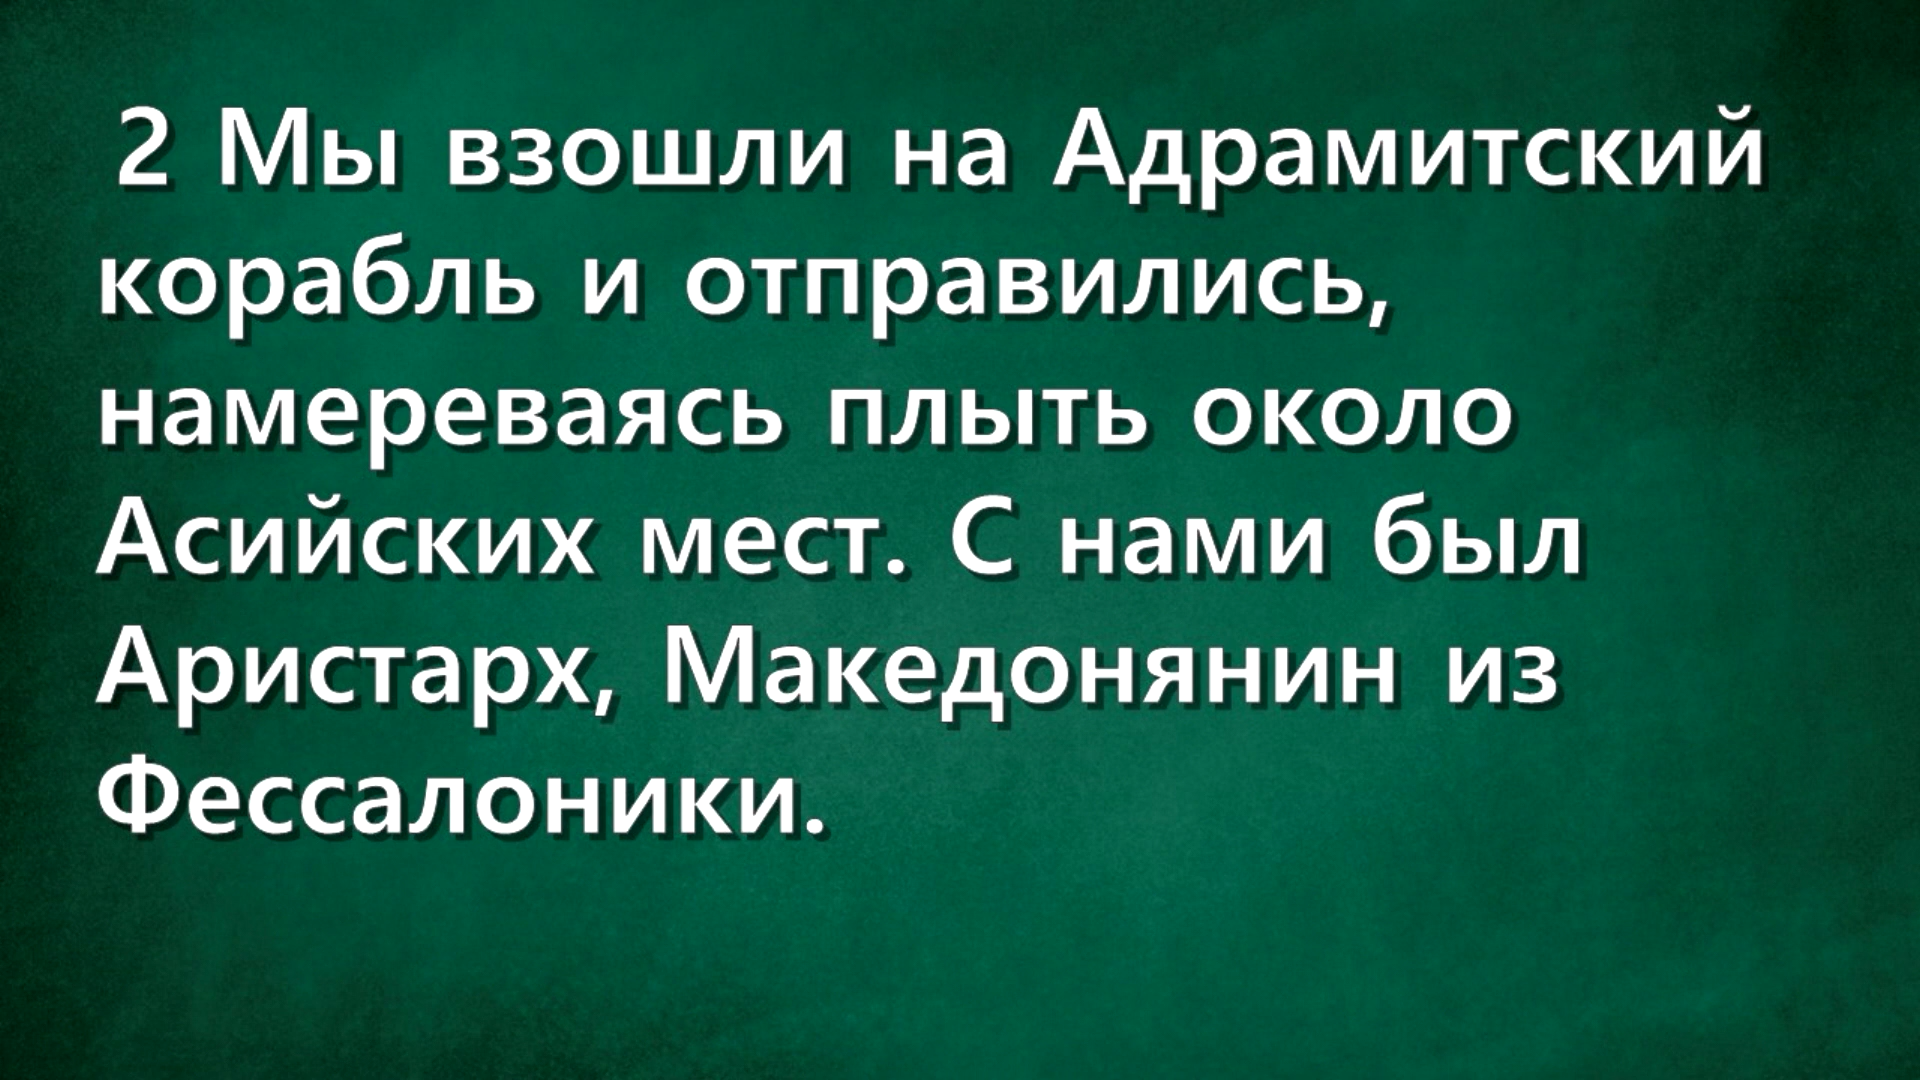 2 Мы взошли на Адрамитский
корабль и отправились,
намереваясь плыть около
Асийских мест. С нами был
Аристарх, Македонянин из
Фессалоники.